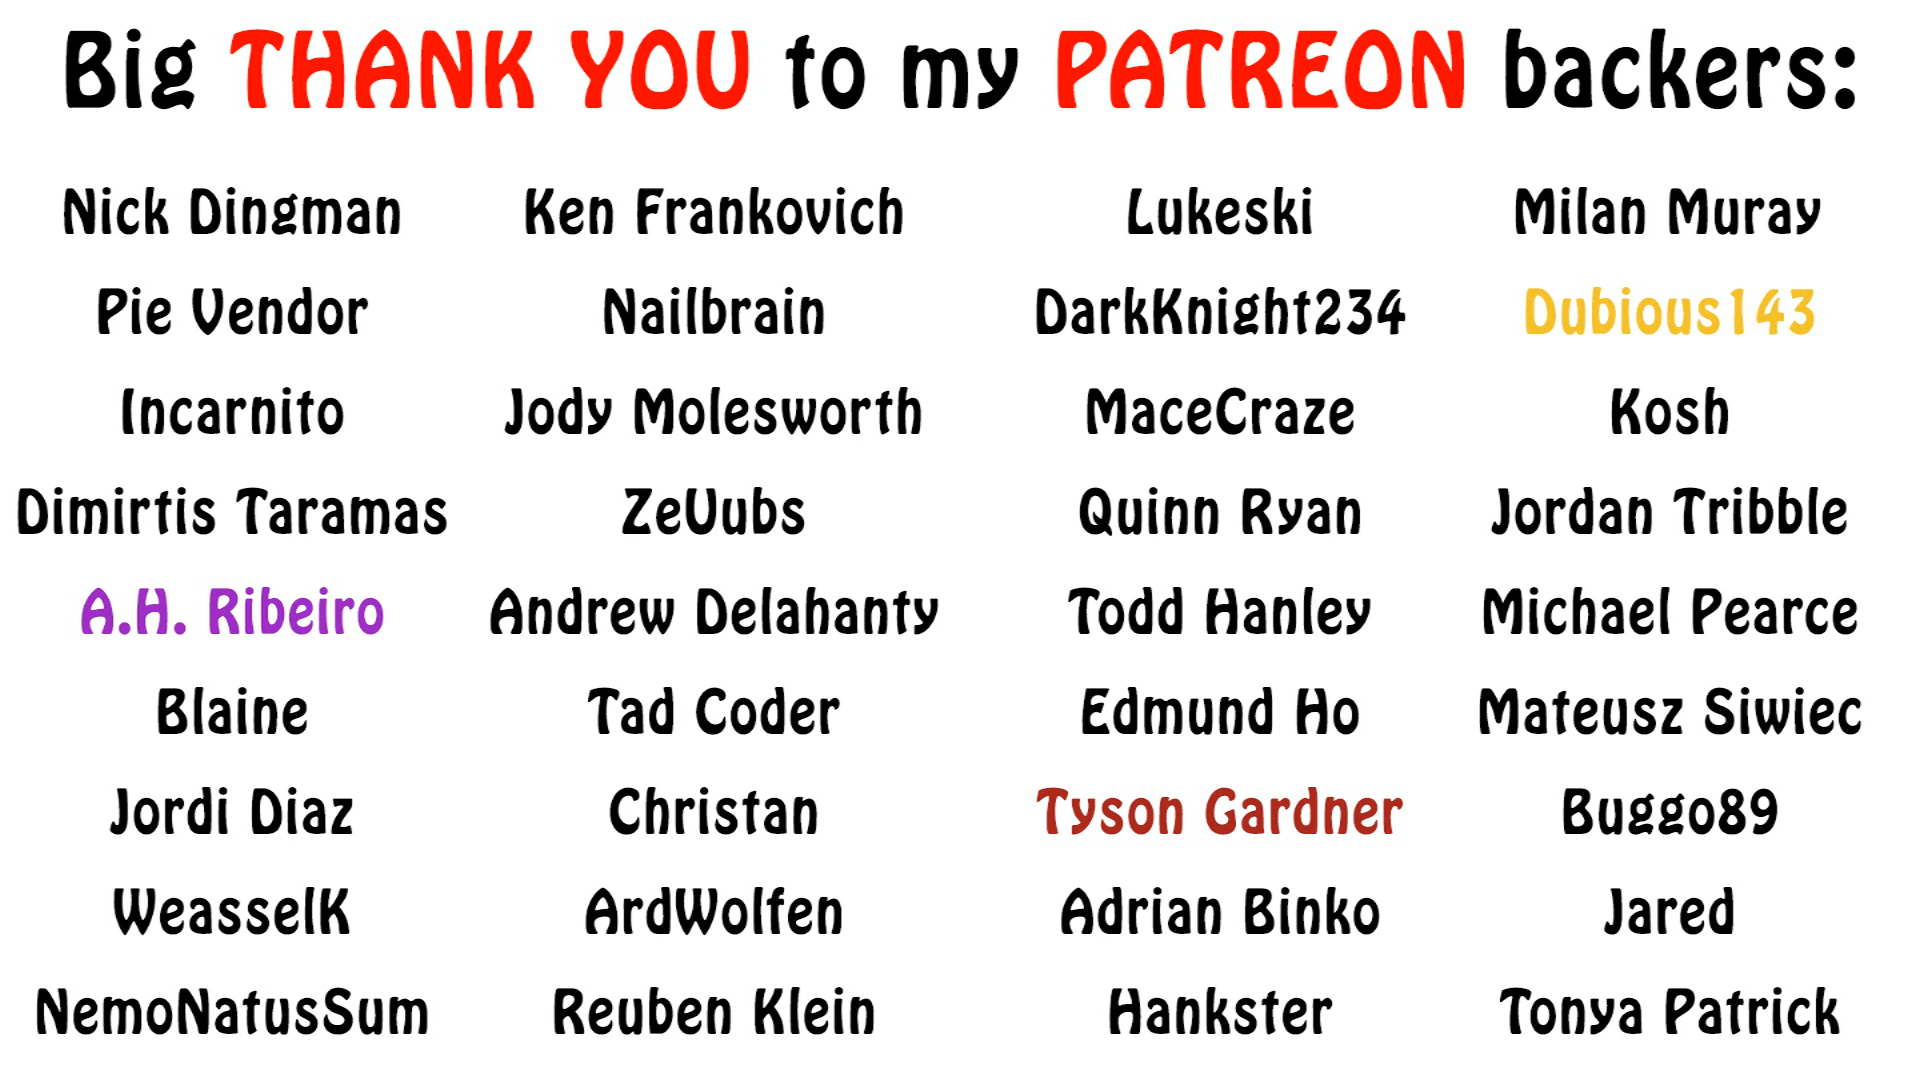 Big THANK YOU to my PATREON backers:
Nick Dingman Ken Frankovich Lukeski Milan Muray
Pie Vendor Nailbrain DarkKnight234 Dubious143
Incarnito Jody Molesworth MaceCraze Kosh
Dimirtis Taramas ZeUubs Quinn Ryan Jordan Tribble
A.H. Ribeiro Andrew Delahanty Todd Hanley Michael Pearce
Blaine Tad Coder Edmund Ho Mateusz Siwiec
Jordi Diaz Christan Tyson Gardner Buggo89
WeasselK ArdWolfen Adrian Binko Jared
NemoNatusSum Reuben Klein Hankster Tonya Patrick